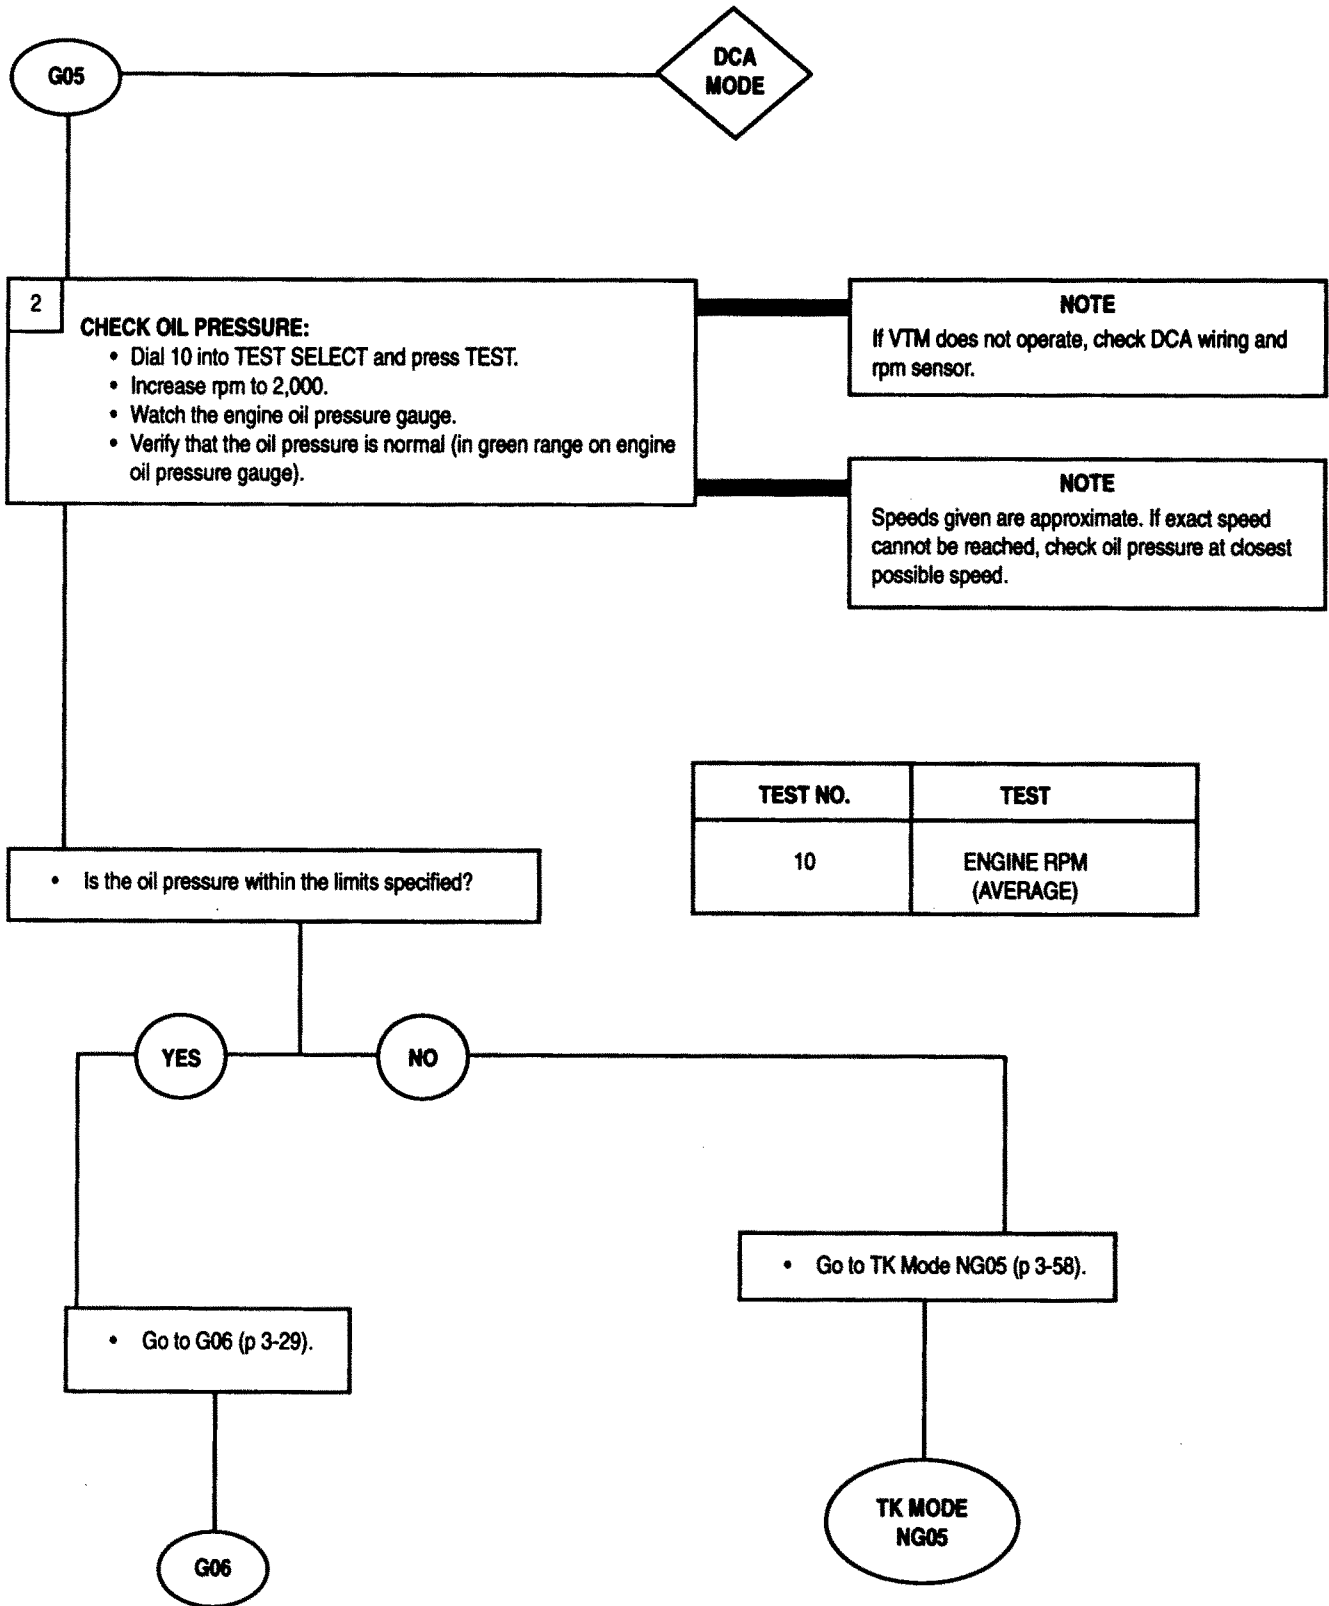 G05
DCA
MODE
2
CHECK OIL PRESSURE:
• Dial 10 into TEST SELECT and press TEST.
• Increase rpm to 2,000.
• Watch the engine oil pressure gauge.
• Verify that the oil pressure is normal (in green range on engine
oil pressure gauge).
NOTE
If VTM does not operate, check DCA wiring and
rpm sensor.
NOTE
Speeds given are approximate. If exact speed
cannot be reached, check oil pressure at closest
possible speed.
TEST NO. TEST
10 ENGINE RPM
(AVERAGE)
• Is the oil pressure within the limits specified?
YES NO
• Go to TK Mode NG05 (p 3-58).
• Go to G06 (p 3-29).
TK MODE
NG05
G06